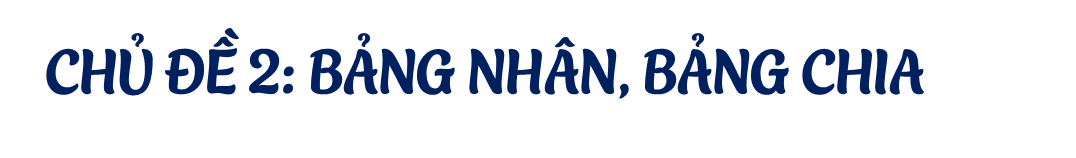 CHỦ ĐỀ 2: BẢNG NHÂN, BẢNG CHIA